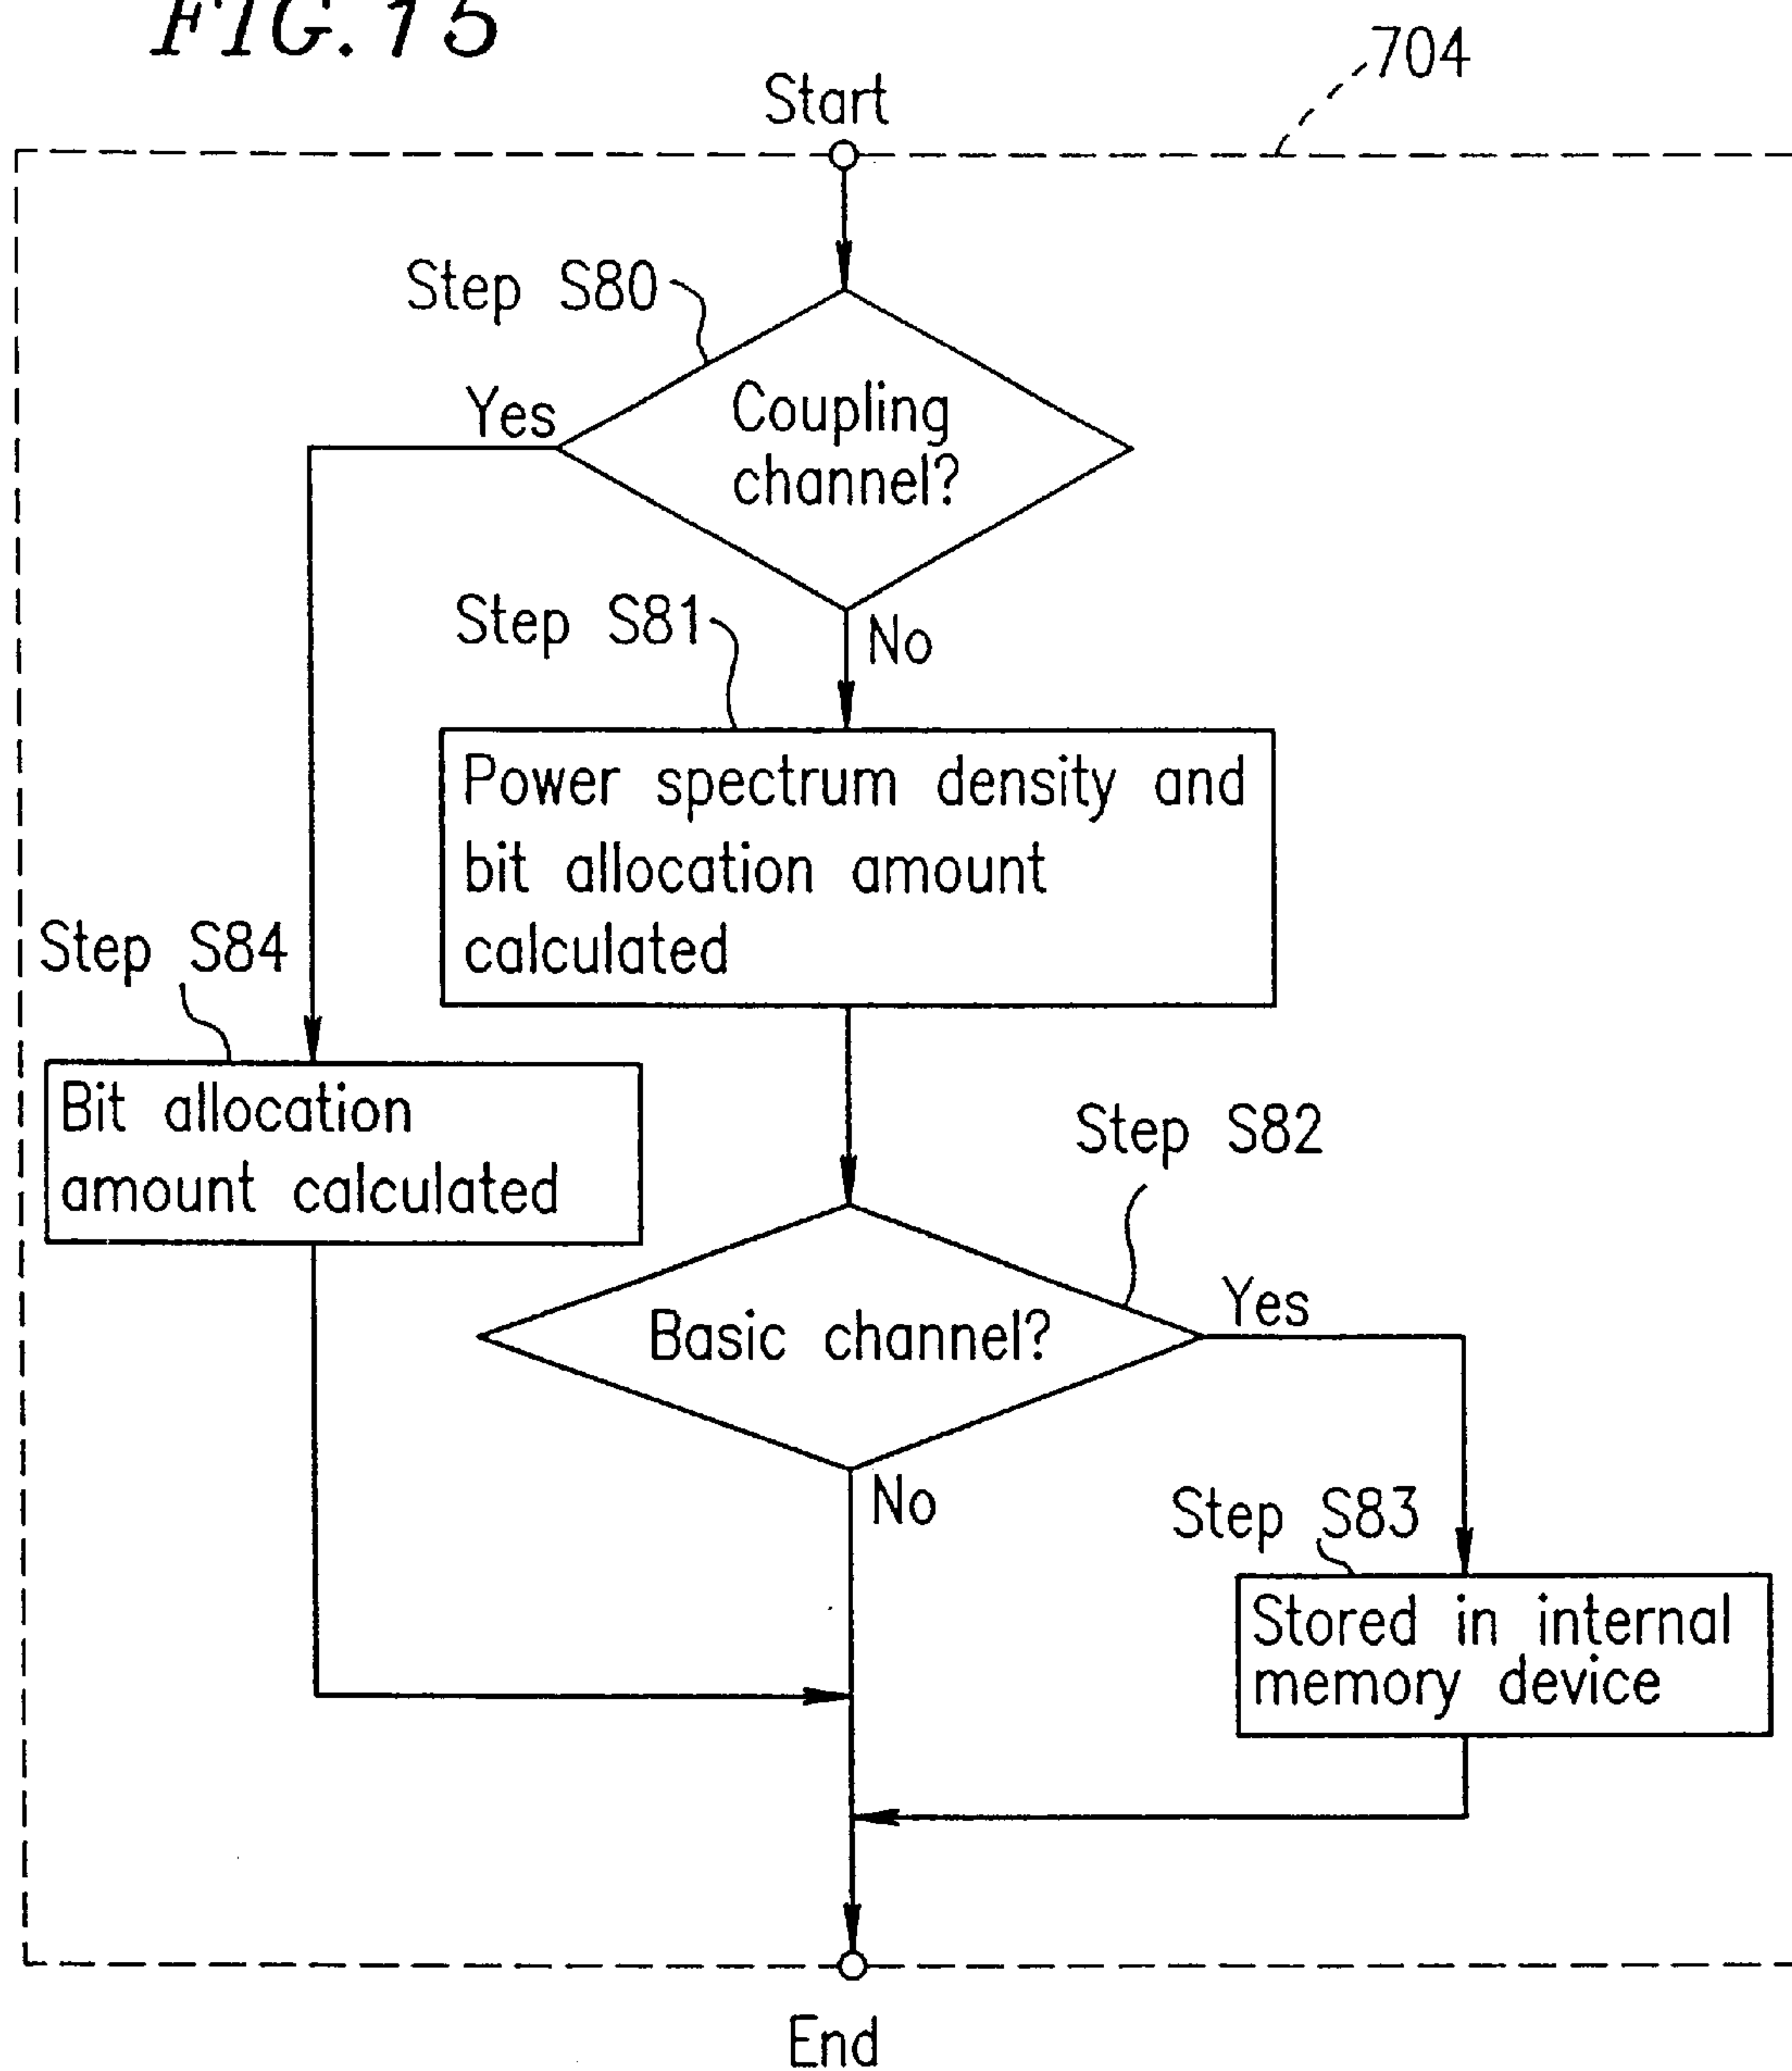 FIG. 15
704
Start
Step S80
Yes
Coupling
channel?
Step S81
No
Power spectrum density and
bit allocation amount
calculated
Step S84
Bit allocation
amount calculated
Step S82
Basic channel?
Yes
No
Step S83
Stored in internal
memory device
End